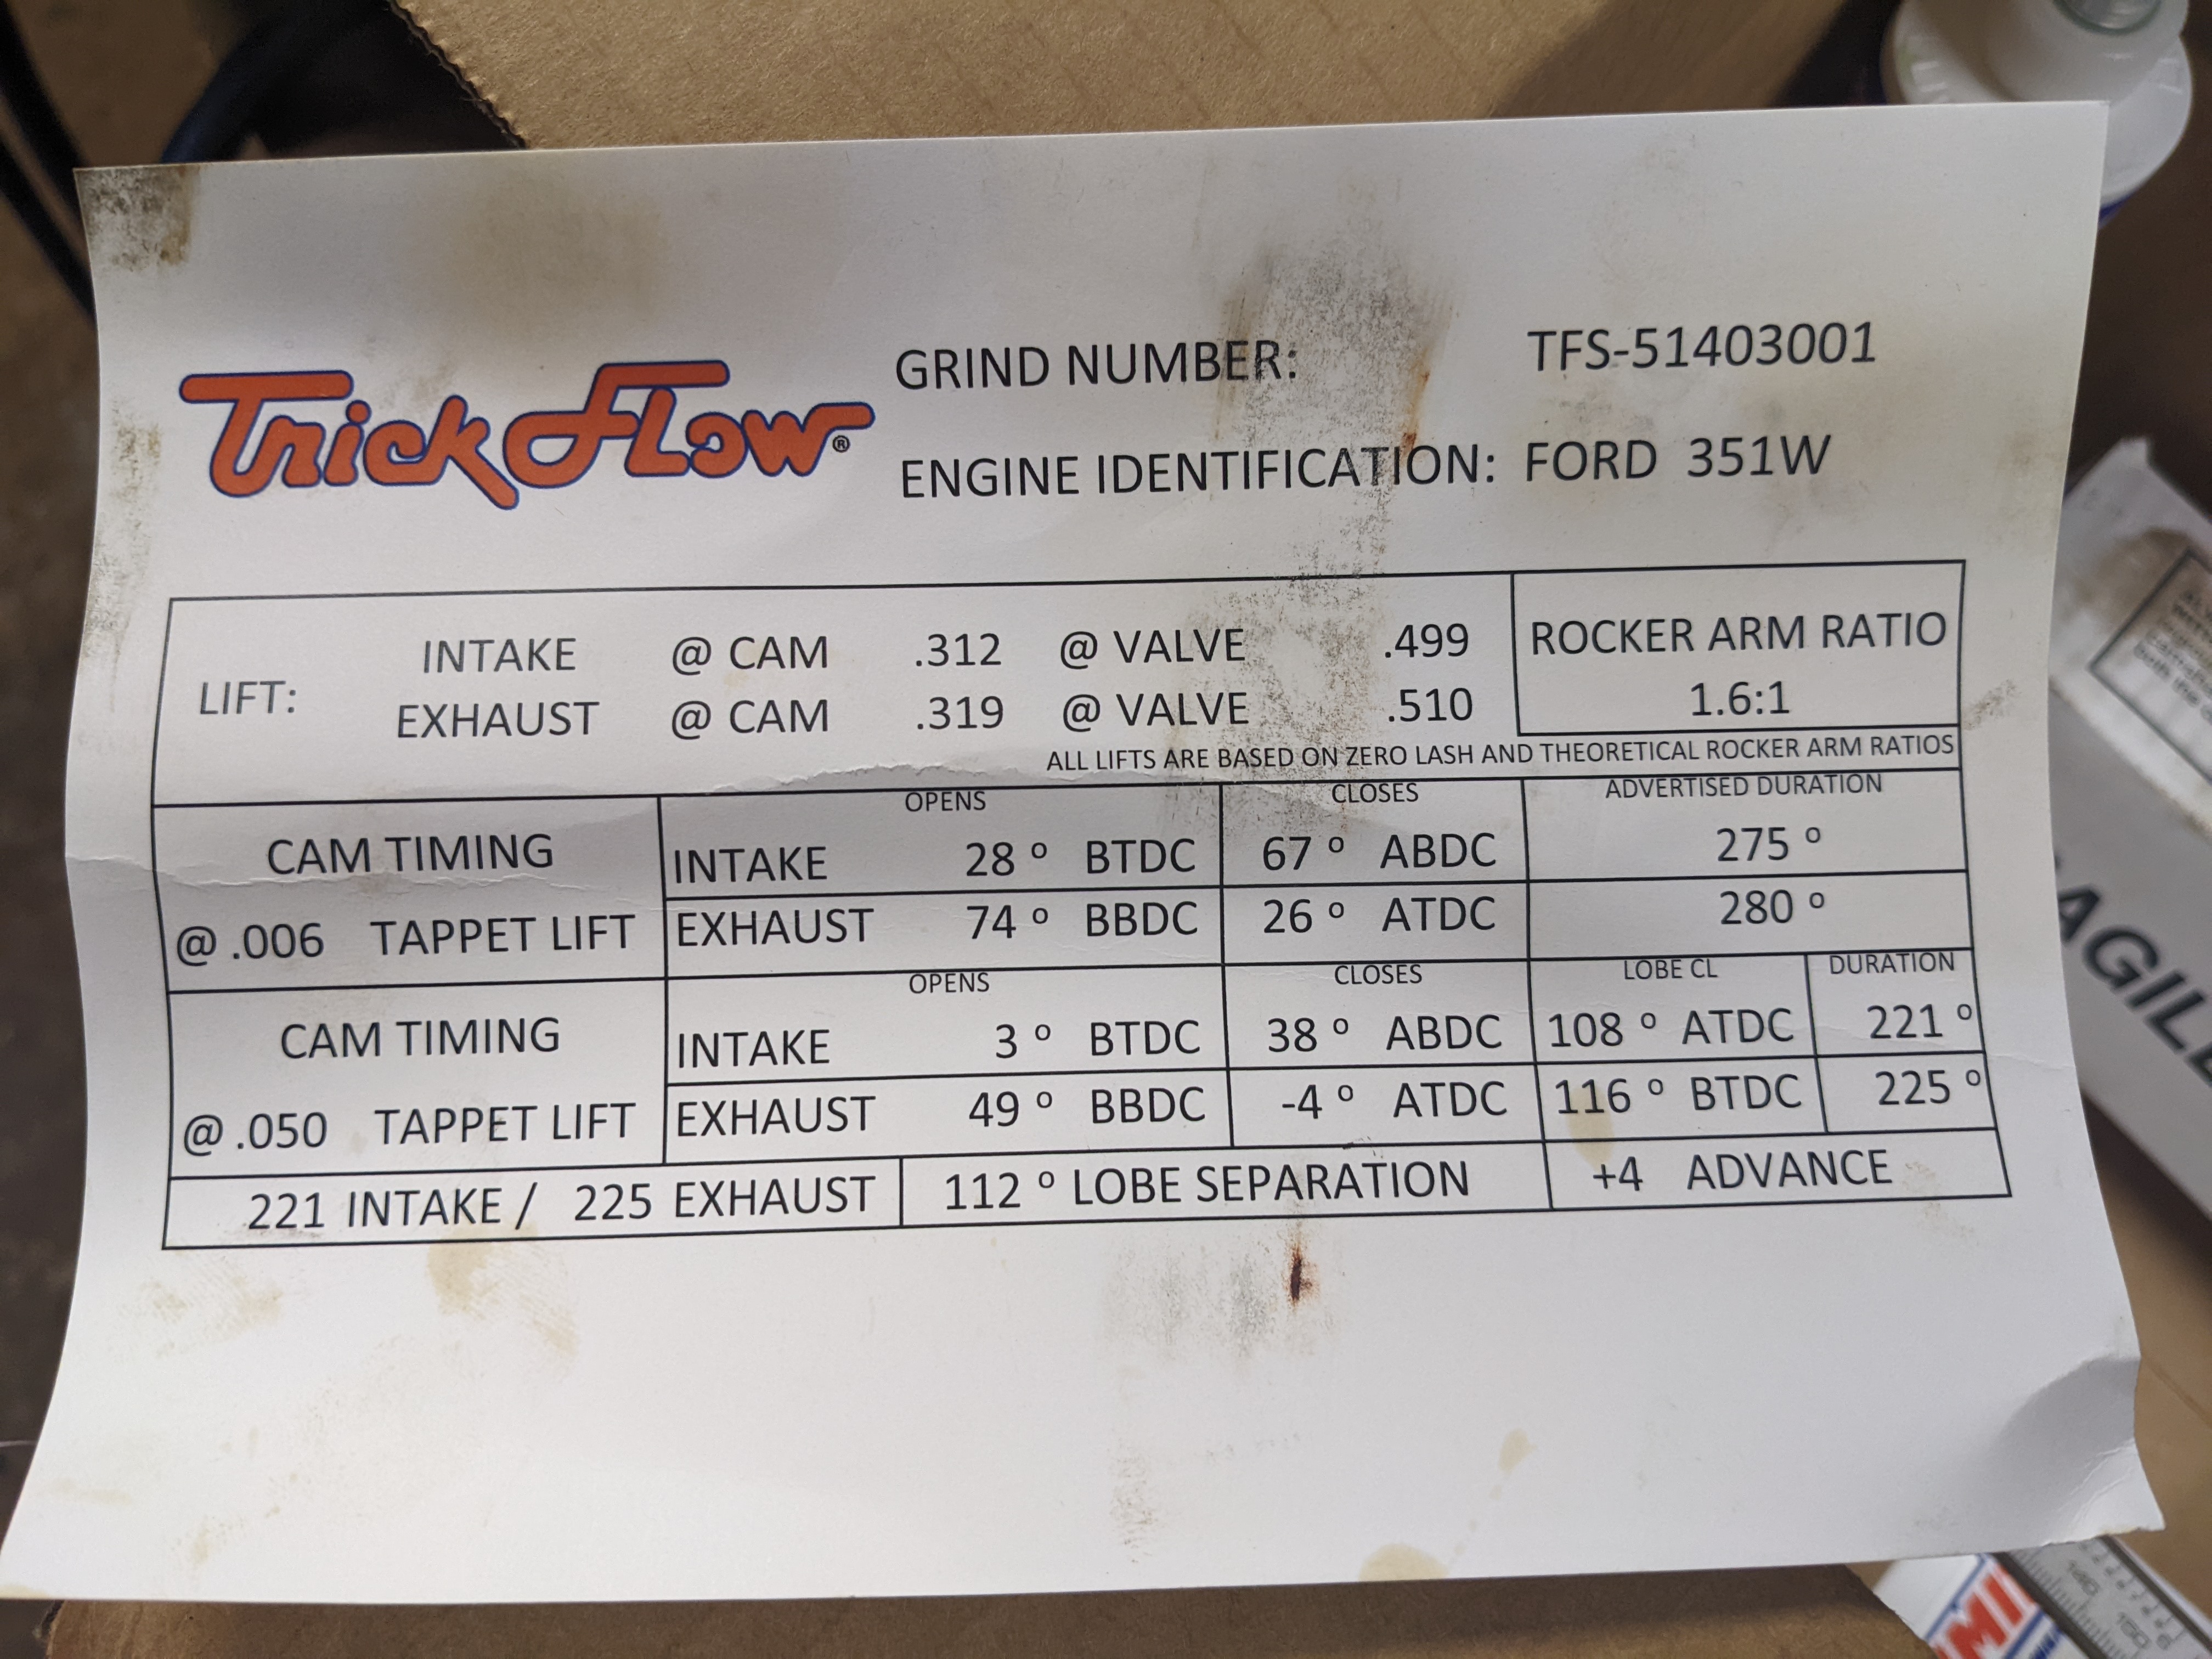 Trick Flow®
GRIND NUMBER: TFS-51403001
ENGINE IDENTIFICATION: FORD 351W
LIFT: INTAKE @ CAM .312 @ VALVE .499
EXHAUST @ CAM .319 @ VALVE .510
ROCKER ARM RATIO
1.6:1
ALL LIFTS ARE BASED ON ZERO LASH AND THEORETICAL ROCKER ARM RATIOS
OPENS CLOSES ADVERTISED DURATION
CAM TIMING
@ .006 TAPPET LIFT
INTAKE 28 º BTDC 67 º ABDC 275 º
EXHAUST 74 º BBDC 26 º ATDC 280 º
OPENS CLOSES LOBE CL DURATION
CAM TIMING
@ .050 TAPPET LIFT
INTAKE 3 º BTDC 38 º ABDC 108 º ATDC 221 º
EXHAUST 49 º BBDC -4 º ATDC 116 º BTDC 225 º
221 INTAKE / 225 EXHAUST 112 º LOBE SEPARATION +4 ADVANCE
AGILE